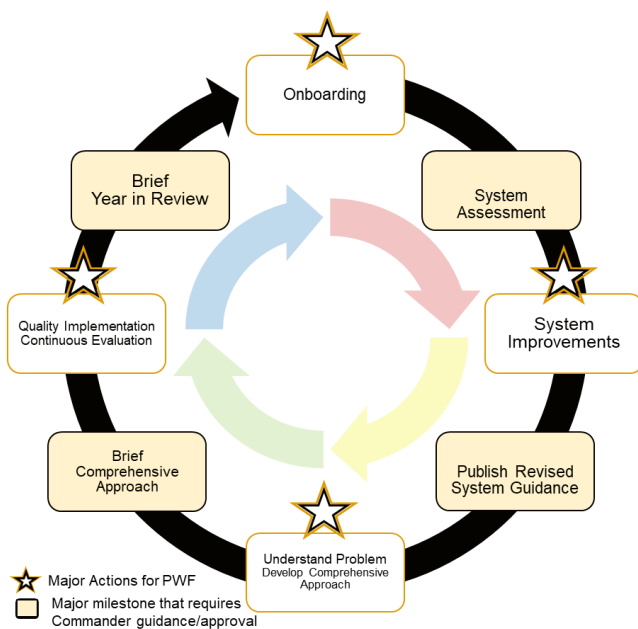 Onboarding
Brief
Year in Review
System
Assessment
Quality Implementation
Continuous Evaluation
System
Improvements
Brief
Comprehensive
Approach
Publish Revised
System Guidance
Understand Problem
Develop Comprehensive
Approach
Major Actions for PWF
Major milestone that requires
Commander guidance/approval